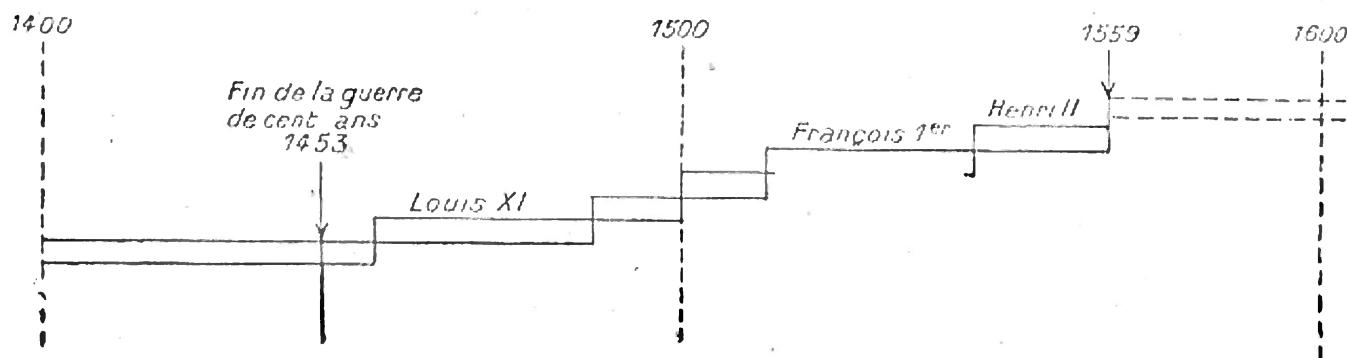 1400
1500
1559
1600
Fin de la guerre
de cent ans
1453
Louis XI
François 1er
Henri II